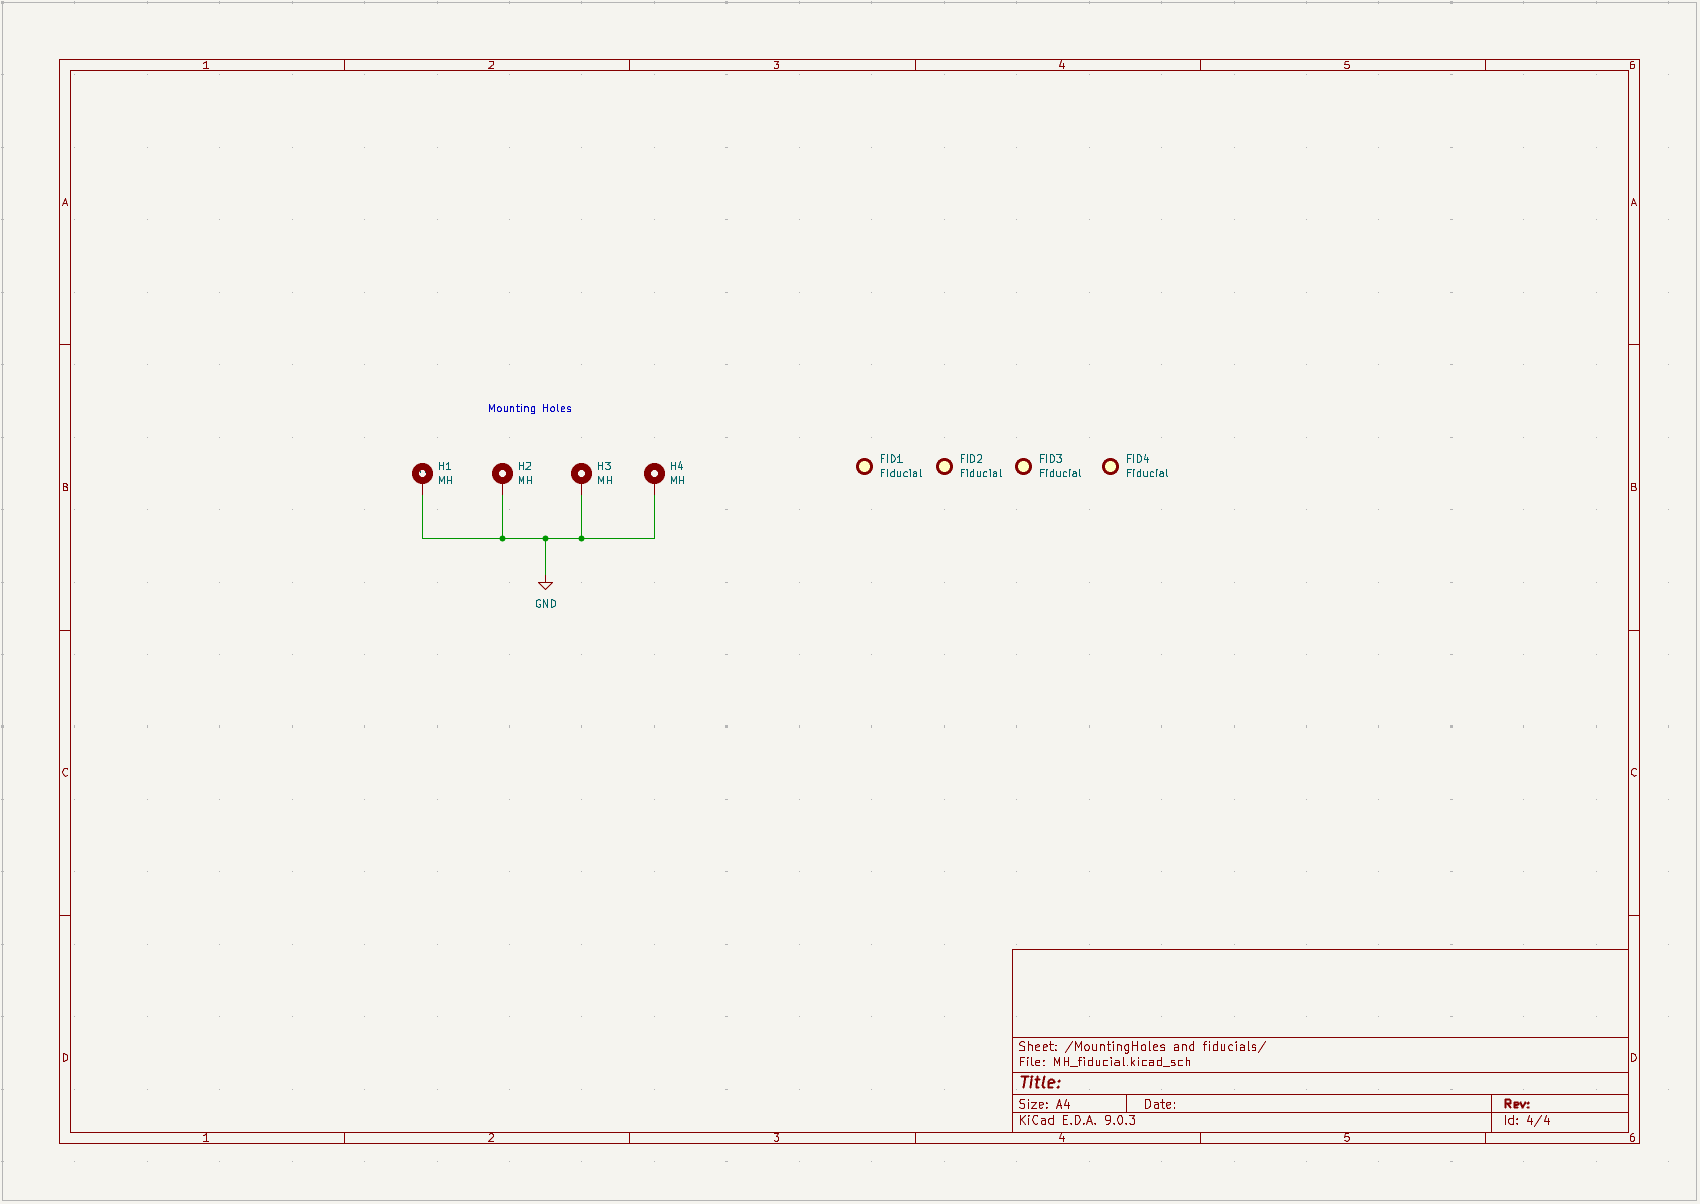 1 2 3 4 5 6
A A
Mounting Holes
H1 H2 H3 H4
MH MH MH MH
FID1 FID2 FID3 FID4
Fiducial Fiducial Fiducial Fiducial
B B
GND
C C
Sheet: /MountingHoles and fiducials/
File: MH_fiducial.kicad_sch
D D
Title:
Size: A4 Date: Rev:
KiCad E.D.A. 9.0.3 Id: 4/4
1 2 3 4 5 6